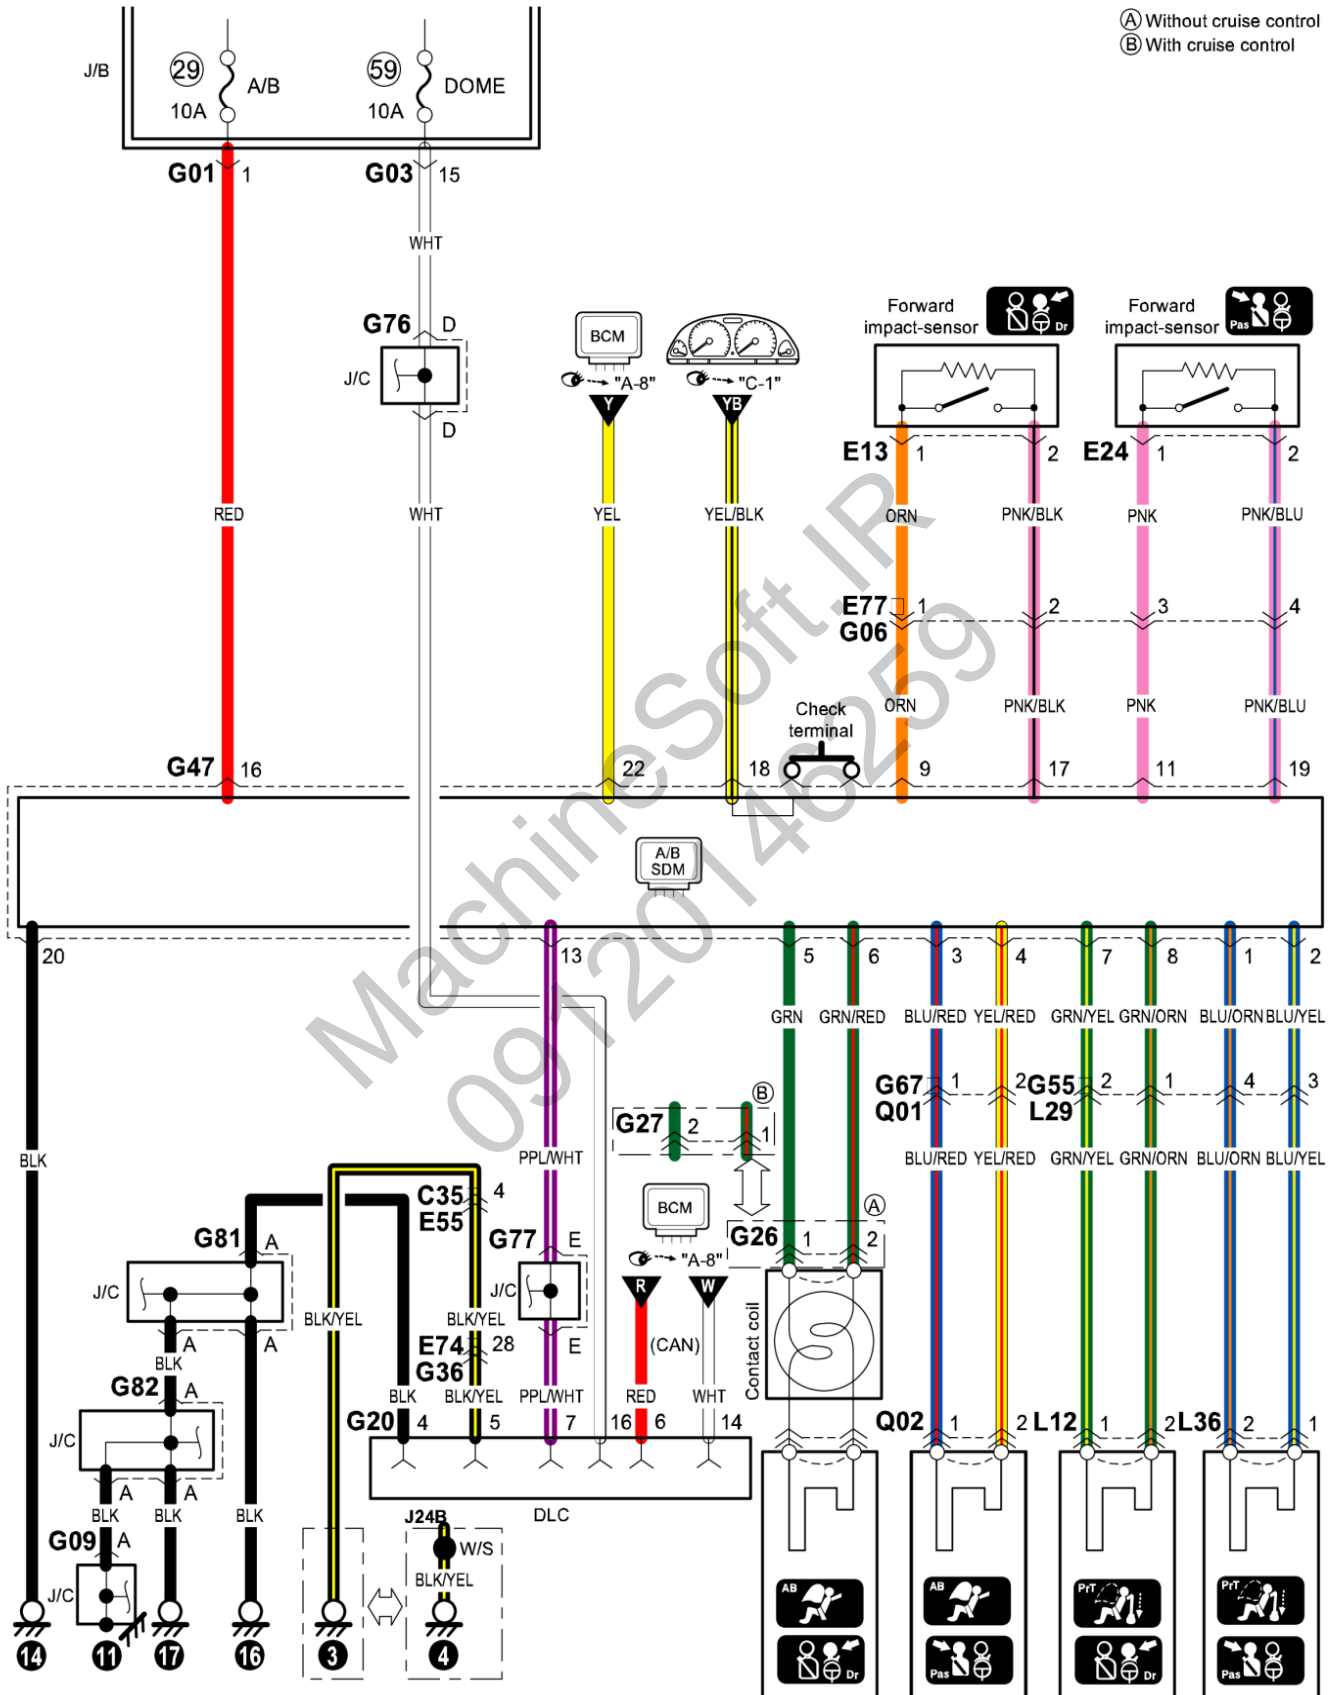 Ⓐ Without cruise control
Ⓑ With cruise control
J/B
29 A/B
10A
59 DOME
10A
G01 1
G03 15
WHT
G76 D
J/C
D
BCM
"A-8"
Y
"C-1"
YB
Forward
impact-sensor
Dr
Forward
impact-sensor
Pas
E13 1 2
E24 1 2
RED WHT YEL YEL/BLK ORN PNK/BLK PNK PNK/BLU
E77 1 2 3 4
G06
ORN PNK/BLK PNK PNK/BLU
Check
terminal
G47 16 22 18 9 17 11 19
A/B
SDM
MachineSoft.IR
09120146259
20 13 5 6 3 4 7 8 1 2
GRN GRN/RED BLU/RED YEL/RED GRN/YEL GRN/ORN BLU/ORN BLU/YEL
G67 1 2
Q01
G55 2 1 4 3
L29
Ⓑ
G27 2 1
BLK
PPL/WHT
BLU/RED YEL/RED GRN/YEL GRN/ORN BLU/ORN BLU/YEL
C35 4
E55
BCM
"A-8"
R W
(CAN)
Ⓐ
G26 1 2
Contact coil
G81 A
J/C
A A
G77 E
J/C
E
BLK/YEL BLK/YEL
E74 28
G36
BLK
G82 A
J/C
A A
BLK BLK/YEL PPL/WHT RED WHT
G20 4 5 7 16 6 14
DLC
Q02 1 2
L12 1 2
L36 2 1
BLK BLK BLK
G09 A
J/C
J24B
W/S
BLK/YEL
AB
Dr
AB
Pas
PrT
Dr
PrT
Pas
14 11 17 16 3 4